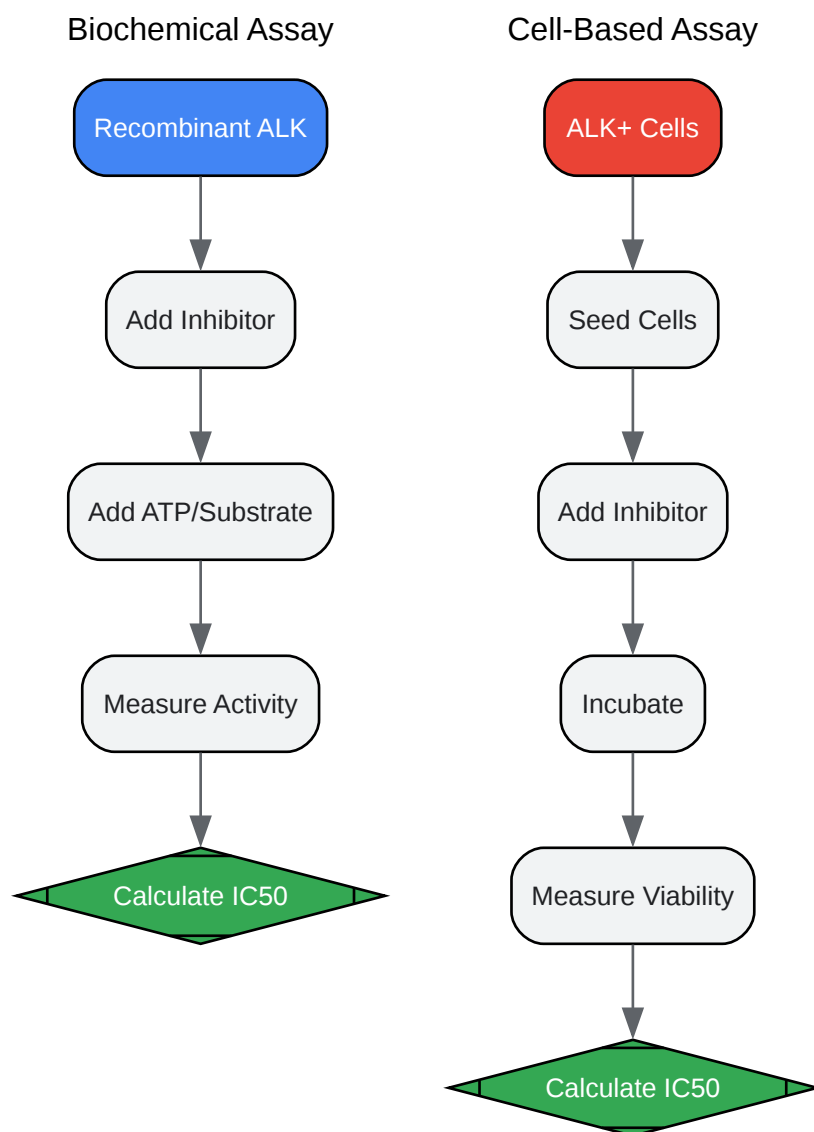 Biochemical Assay
Recombinant ALK
Add Inhibitor
Add ATP/Substrate
Measure Activity
Calculate IC50
Cell-Based Assay
ALK+ Cells
Seed Cells
Add Inhibitor
Incubate
Measure Viability
Calculate IC50